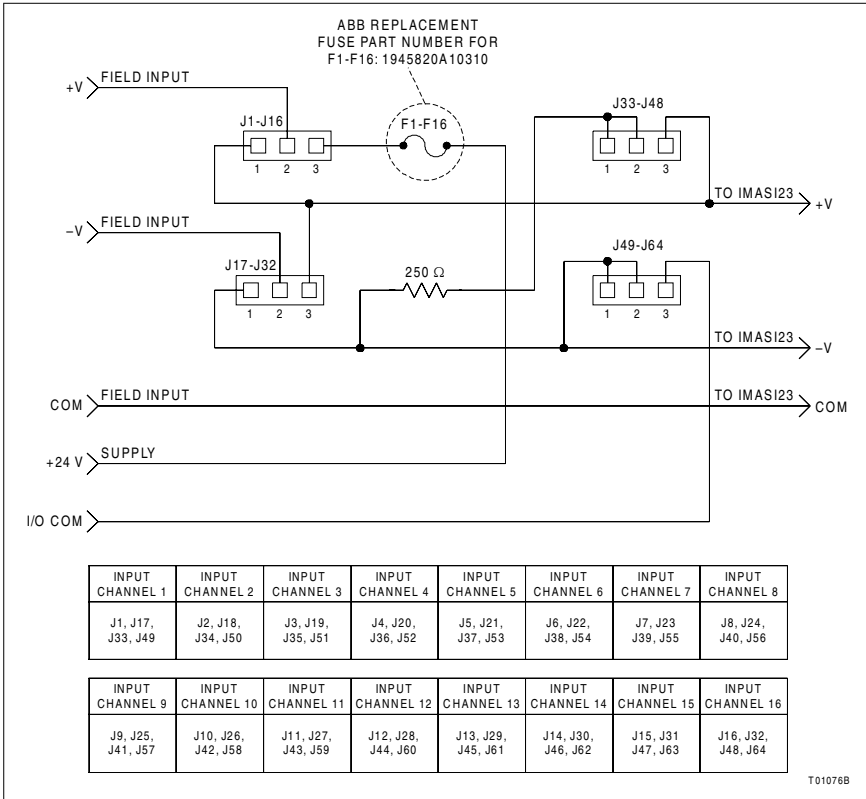 ABB REPLACEMENT
FUSE PART NUMBER FOR
F1-F16: 1945820A10310
+V FIELD INPUT
J1-J16
F1-F16
J33-J48
1 2 3
1 2 3
TO IMASI23
+V
–V FIELD INPUT
J17-J32
250 Ω
J49-J64
1 2 3
1 2 3
TO IMASI23
–V
COM FIELD INPUT
TO IMASI23
COM
+24 V SUPPLY
I/O COM
INPUT CHANNEL 1
INPUT CHANNEL 2
INPUT CHANNEL 3
INPUT CHANNEL 4
INPUT CHANNEL 5
INPUT CHANNEL 6
INPUT CHANNEL 7
INPUT CHANNEL 8
J1, J17,
J33, J49
J2, J18,
J34, J50
J3, J19,
J35, J51
J4, J20,
J36, J52
J5, J21,
J37, J53
J6, J22,
J38, J54
J7, J23
J39, J55
J8, J24,
J40, J56
INPUT CHANNEL 9
INPUT CHANNEL 10
INPUT CHANNEL 11
INPUT CHANNEL 12
INPUT CHANNEL 13
INPUT CHANNEL 14
INPUT CHANNEL 15
INPUT CHANNEL 16
J9, J25,
J41, J57
J10, J26,
J42, J58
J11, J27,
J43, J59
J12, J28,
J44, J60
J13, J29,
J45, J61
J14, J30,
J46, J62
J15, J31
J47, J63
J16, J32,
J48, J64
T01076B